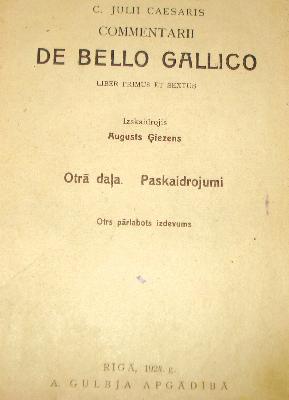 C. JULII CAESARIS
COMMENTARII
DE BELLO GALLICO
LIBER PRIMUS ET SEXTUS
Izskaidrojis
Augusts Ģiezens
Otrā daļa. Paskaidrojumi
Otrs pārlabots izdevums
RĪGĀ, 1928. g.
A. GULBJA APGĀDĪBĀ